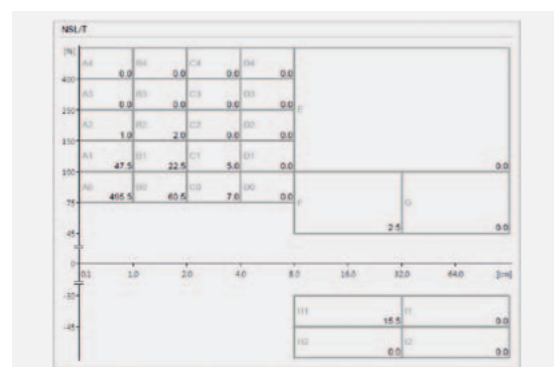 NSL/T
[%]
A4 0.0 B4 0.0 C4 0.0 D4 0.0
400
A3 0.0 B3 0.0 C3 0.0 D3 0.0
250
E 0.0
A2 1.0 B2 2.0 C2 0.0 D2 0.0
150
A1 47.5 B1 22.5 C1 5.0 D1 0.0
100
A0 495.5 B0 60.5 C0 7.0 D0 0.0
75
F 2.5 G 0.0
45
0
0.1 1.0 2.0 4.0 8.0 16.0 32.0 64.0 [cm]
-30
H1 15.5 I1 0.0
-45
H2 0.0 I2 0.0